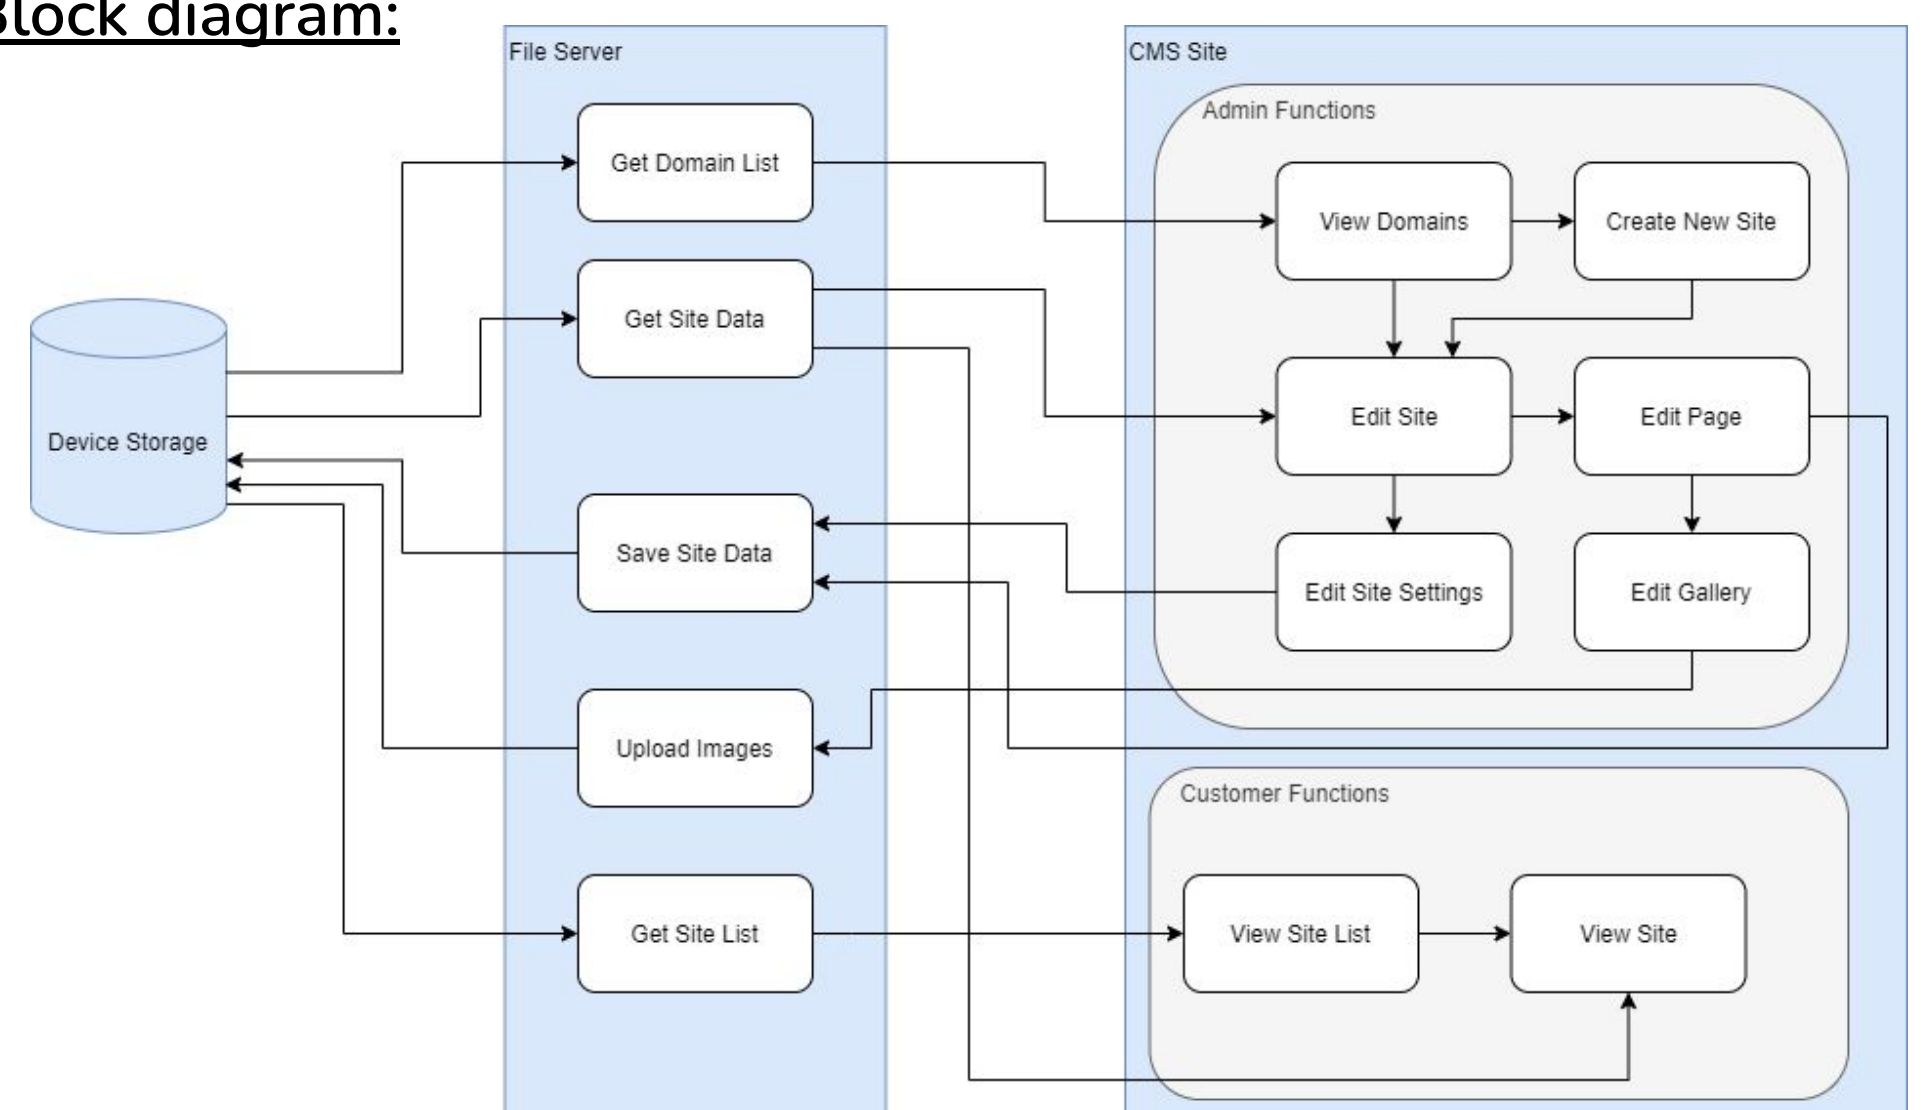 Block diagram:
File Server
CMS Site
Admin Functions
Get Domain List
View Domains
Create New Site
Get Site Data
Edit Site
Edit Page
Device Storage
Save Site Data
Edit Site Settings
Edit Gallery
Upload Images
Customer Functions
Get Site List
View Site List
View Site